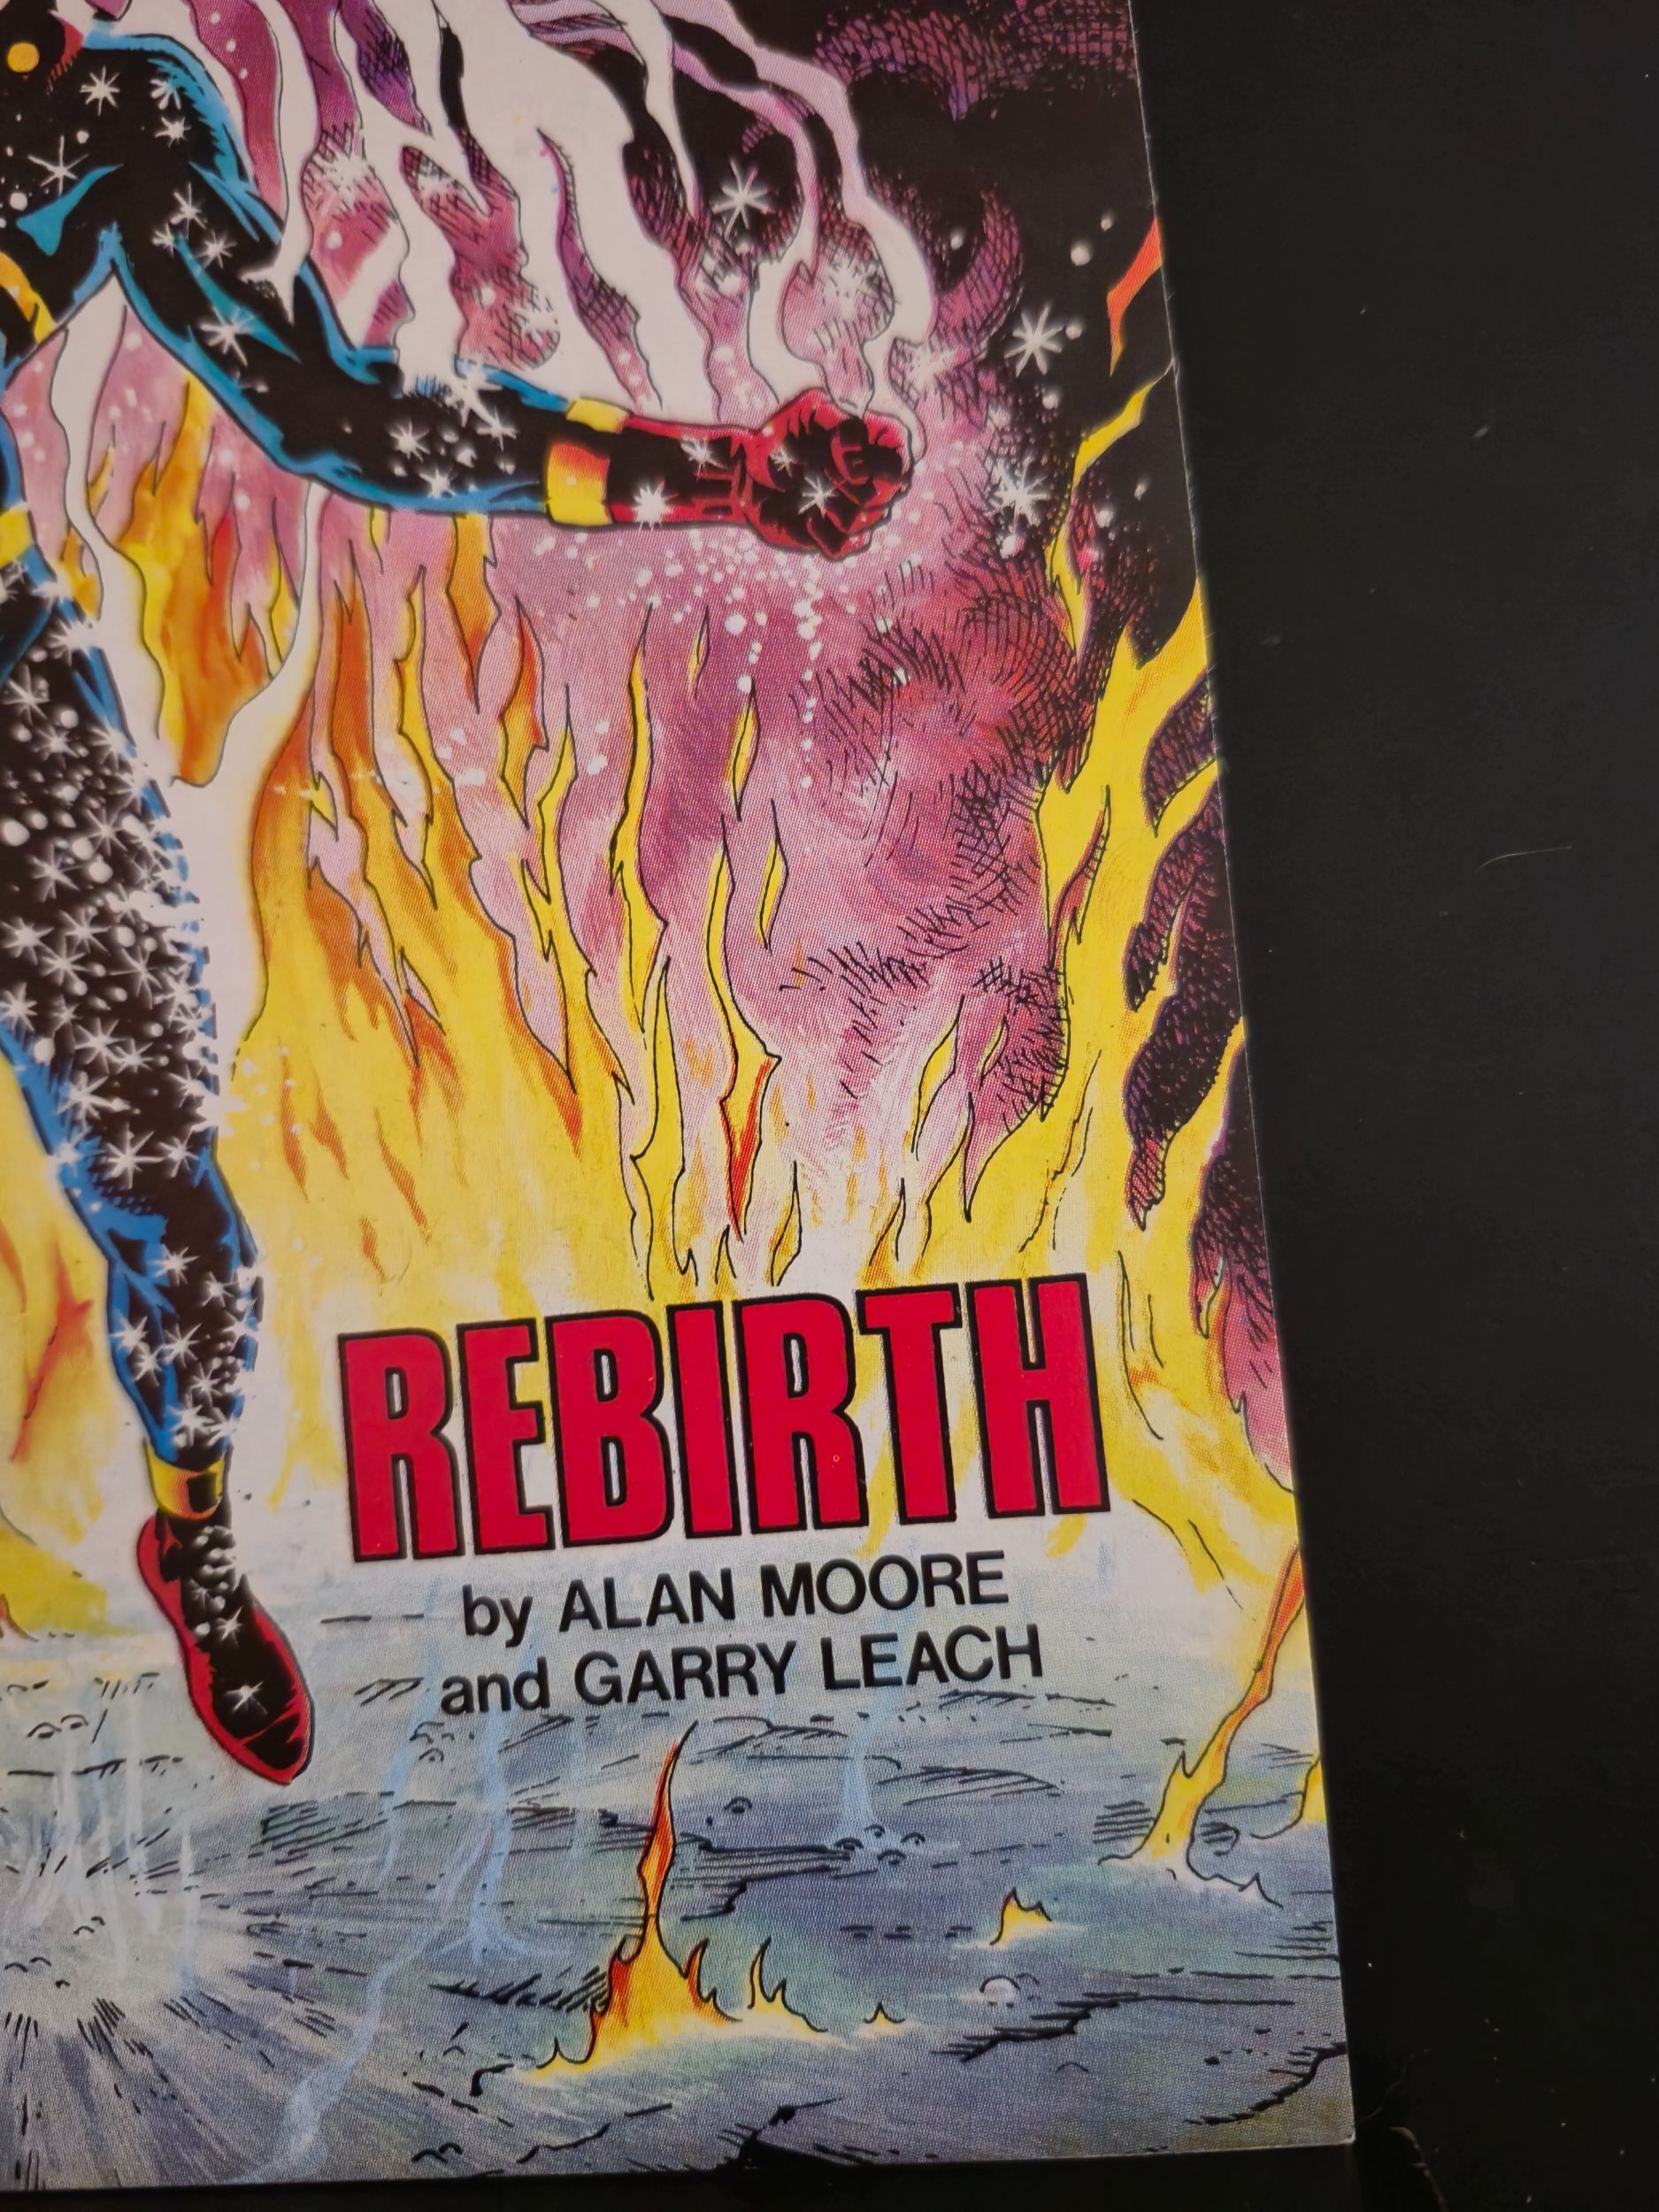 REBIRTH
by ALAN MOORE
and GARRY LEACH